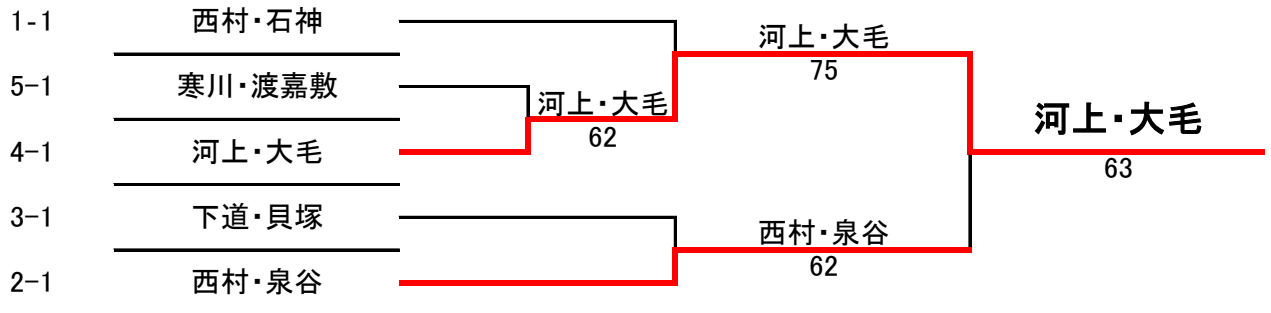 1-1 西村・石神
河上・大毛
75
5-1 寒川・渡嘉敷
河上・大毛
62
河上・大毛
63
4-1 河上・大毛
3-1 下道・貝塚
西村・泉谷
62
2-1 西村・泉谷